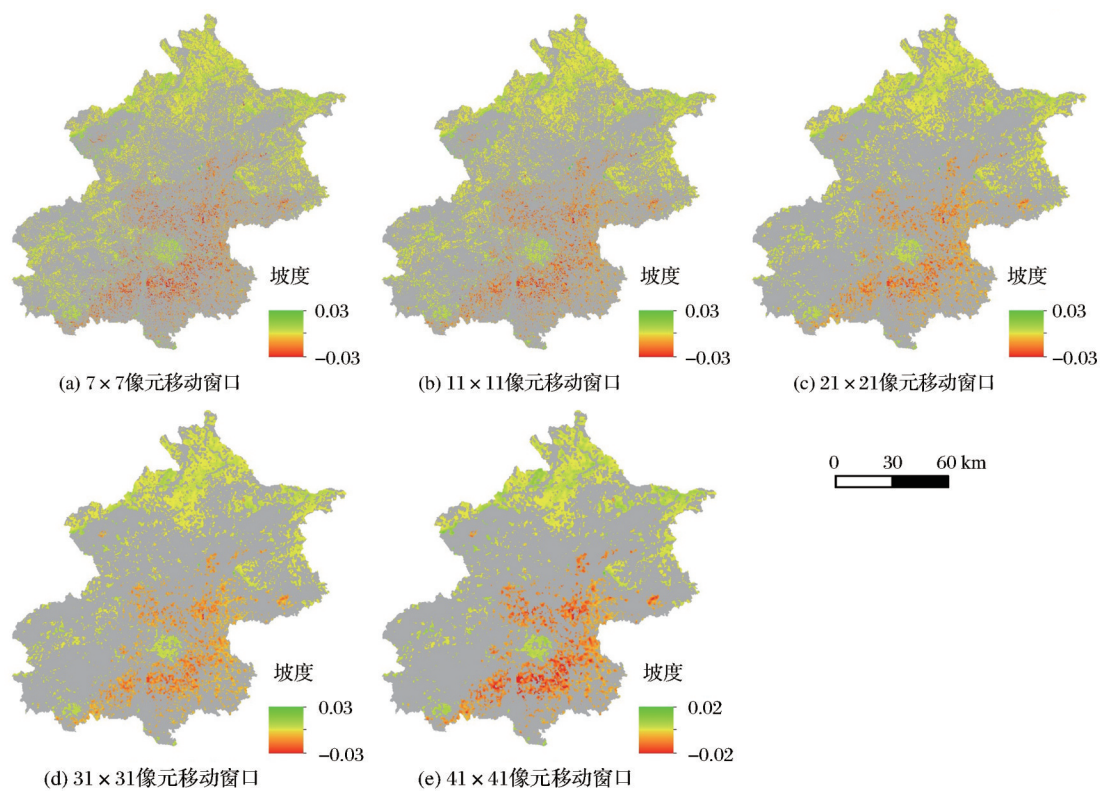 坡度
0.03
−0.03
(a) 7×7像元移动窗口
坡度
0.03
−0.03
(b) 11×11像元移动窗口
坡度
0.03
−0.03
(c) 21×21像元移动窗口
坡度
0.03
−0.03
(d) 31×31像元移动窗口
坡度
0.02
−0.02
(e) 41×41像元移动窗口
0 30 60 km